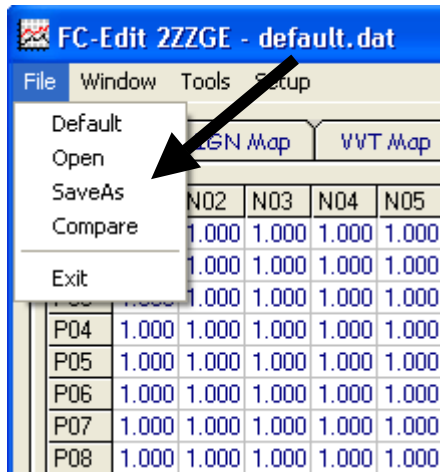 FC-Edit 2ZZGE - default.dat
File Window Tools Setup
Default
Open
SaveAs
Compare
Exit
IGN Map VVT Map
N02 N03 N04 N05
1.000 1.000 1.000 1.000
1.000 1.000 1.000 1.000
1.000 1.000 1.000 1.000
P04 1.000 1.000 1.000 1.000 1.000
P05 1.000 1.000 1.000 1.000 1.000
P06 1.000 1.000 1.000 1.000 1.000
P07 1.000 1.000 1.000 1.000 1.000
P08 1.000 1.000 1.000 1.000 1.000